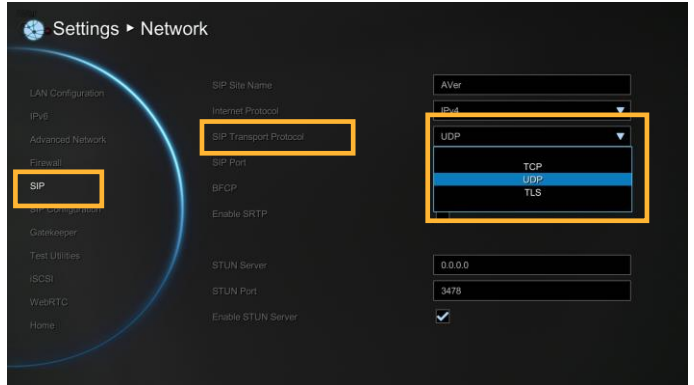 Settings ▸ Network
LAN Configuration
IPv6
Advanced Network
Firewall
SIP
SIP Configuration
Gatekeeper
Test Utilities
iSCSI
WebRTC
Home
SIP Site Name AVer
Internet Protocol IPv4
SIP Transport Protocol UDP
TCP
UDP
TLS
SIP Port
BFCP
Enable SRTP
STUN Server 0.0.0.0
STUN Port 3478
Enable STUN Server